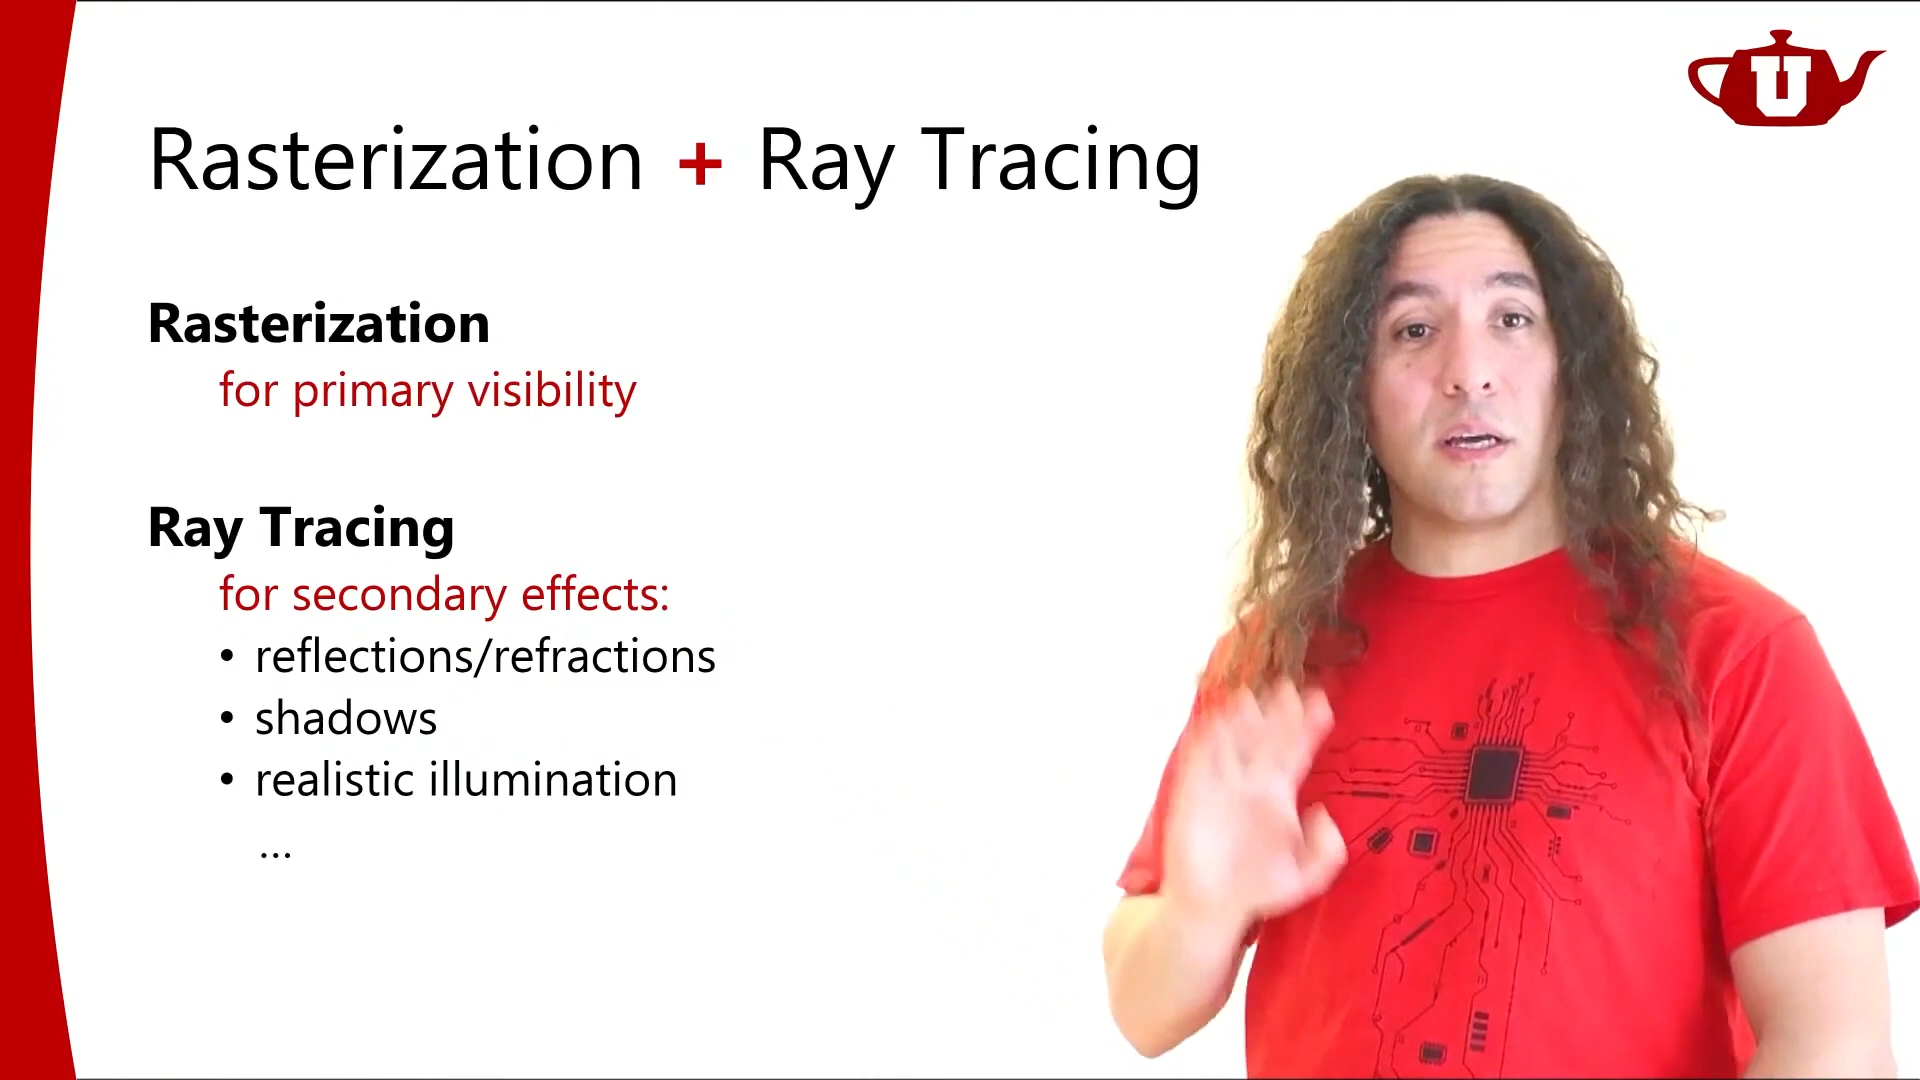 U
Rasterization + Ray Tracing
Rasterization
for primary visibility
Ray Tracing
for secondary effects:
• reflections/refractions
• shadows
• realistic illumination
...